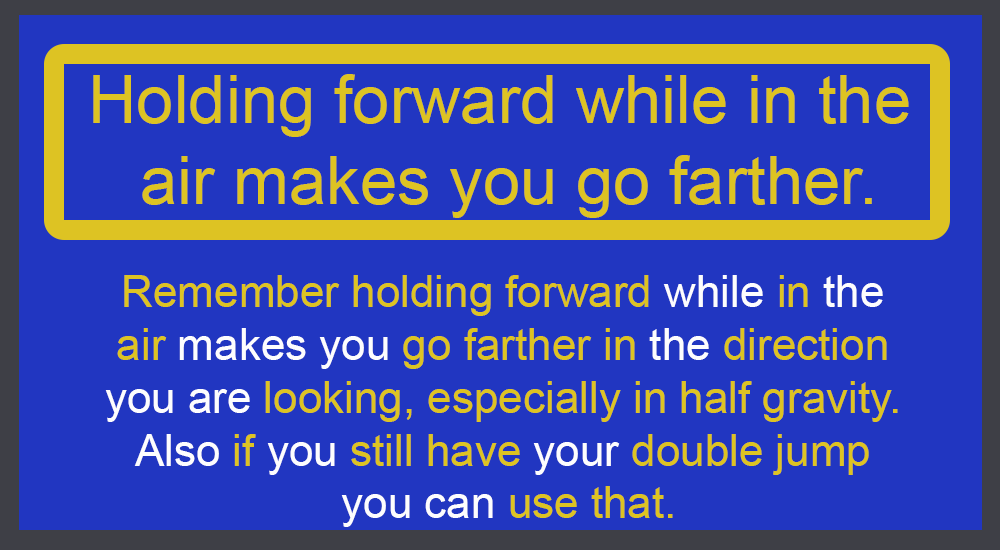 Holding forward while in the
air makes you go farther.
Remember holding forward while in the
air makes you go farther in the direction
you are looking, especially in half gravity.
Also if you still have your double jump
you can use that.